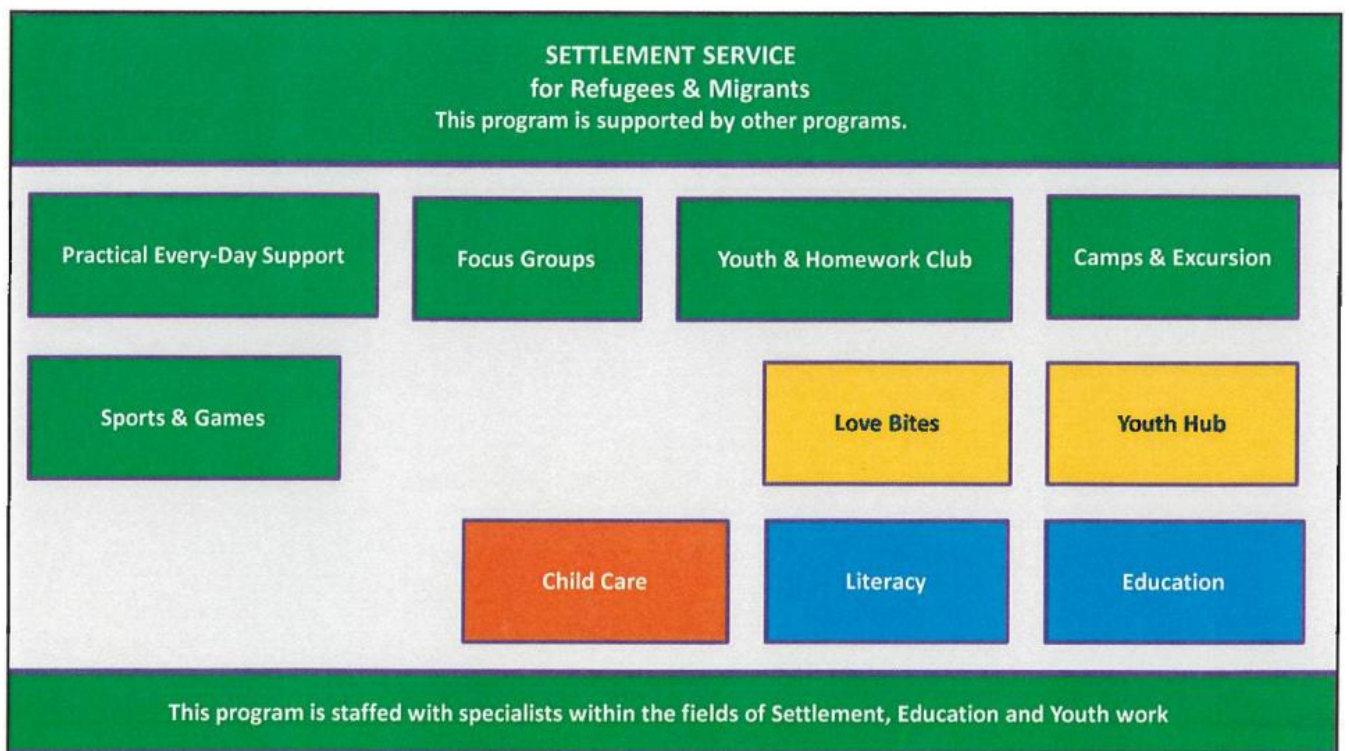 SETTLEMENT SERVICE
for Refugees & Migrants
This program is supported by other programs.
Practical Every-Day Support
Focus Groups
Youth & Homework Club
Camps & Excursion
Sports & Games
Love Bites
Youth Hub
Child Care
Literacy
Education
This program is staffed with specialists within the fields of Settlement, Education and Youth work